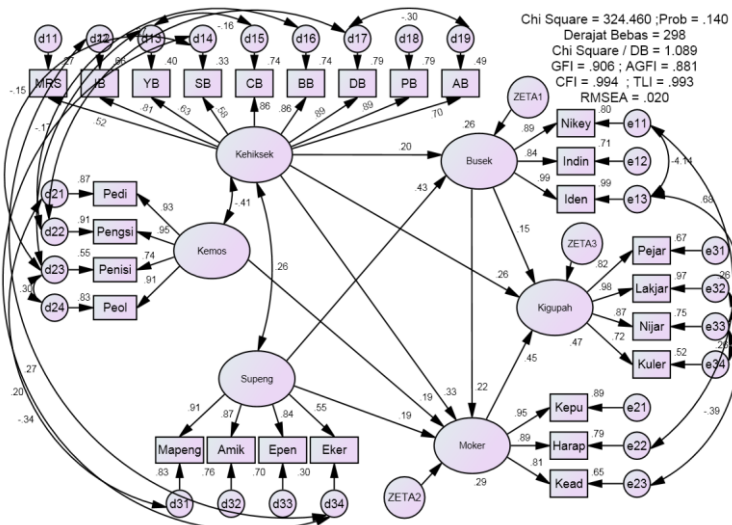 Chi Square = 324.460 ;Prob = .140
Derajat Bebas = 298
Chi Square / DB = 1.089
GFI = .906 ; AGFI = .881
CFI = .994 ; TLI = .993
RMSEA = .020
-.30
-.16
d11 d12 d13 d14 d15 d16 d17 d18 d19
.27 .66 .40 .33 .74 .74 .79 .79 .49
MRS IB YB SB CB BB DB PB AB
-.15
.52 .81 .63 .58 .86 .86 .89 .89 .70
-.17
Kehiksek
.20
ZETA1
.26
Busek
.89 Nikey .80 e11
.84 Indin .71 e12
.99 Iden .99 e13
-4.14
.68
.43
d21 .87 Pedi .93
d22 .91 Pengsi .95
d23 .55 Penisi .74
d24 .83 Peol .91
.30
Kemos
-.41
.26
.26
.15
ZETA3
Kigupah
.47
.82 Pejar .67 e31
.98 Lakjar .97 e32
.87 Nijar .75 e33
.72 Kuler .52 e34
.26
.45
.27
.20
-.34
Supeng
.19
.33
.22
.19
-.39
.91 .87 .84 .55
Mapeng Amik Epen Eker
.83 .76 .70 .30
d31 d32 d33 d34
Moker
.29
ZETA2
.95 Kepu .89 e21
.89 Harap .79 e22
.81 Kead .65 e23